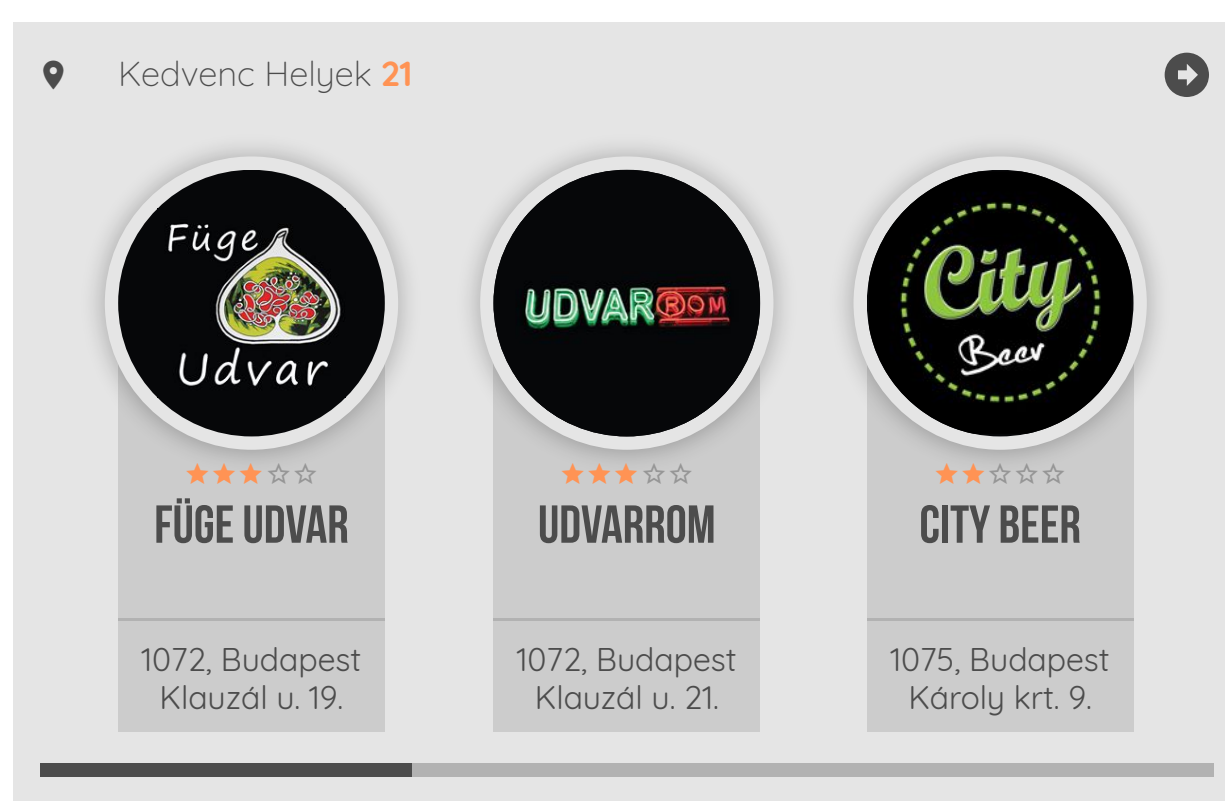 Kedvenc Helyek 21
Füge
Udvar
UDVARROM
City
Beer
FÜGE UDVAR
UDVARROM
CITY BEER
1072, Budapest
Klauzál u. 19.
1072, Budapest
Klauzál u. 21.
1075, Budapest
Károly krt. 9.